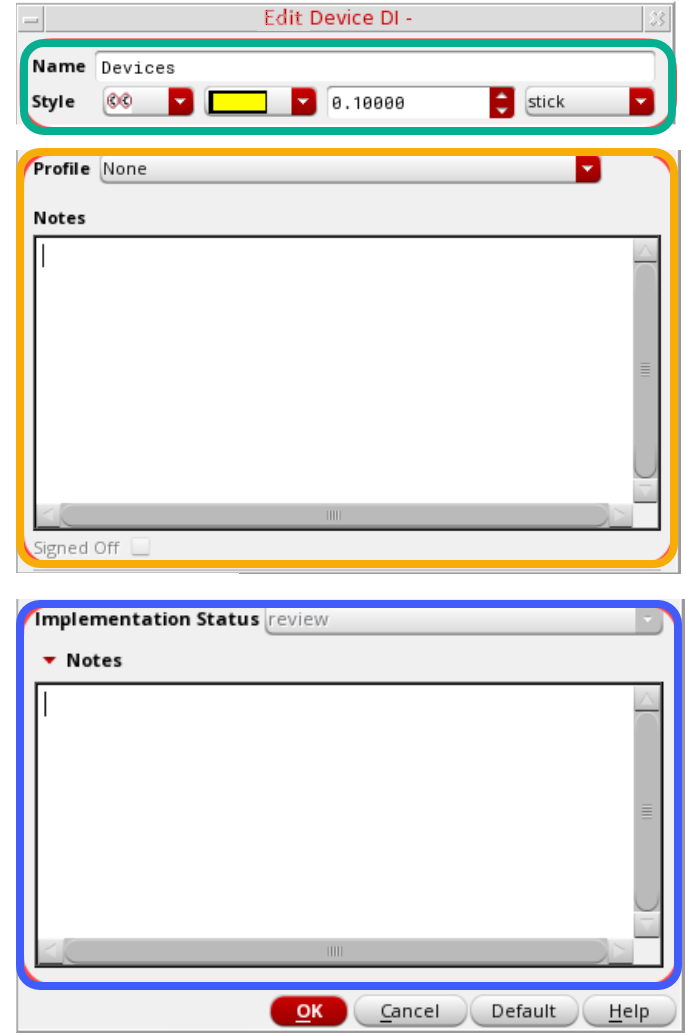 Edit Device DI -
Name Devices
Style 0.10000 stick
Profile None
Notes
Signed Off
Implementation Status review
Notes
OK Cancel Default Help